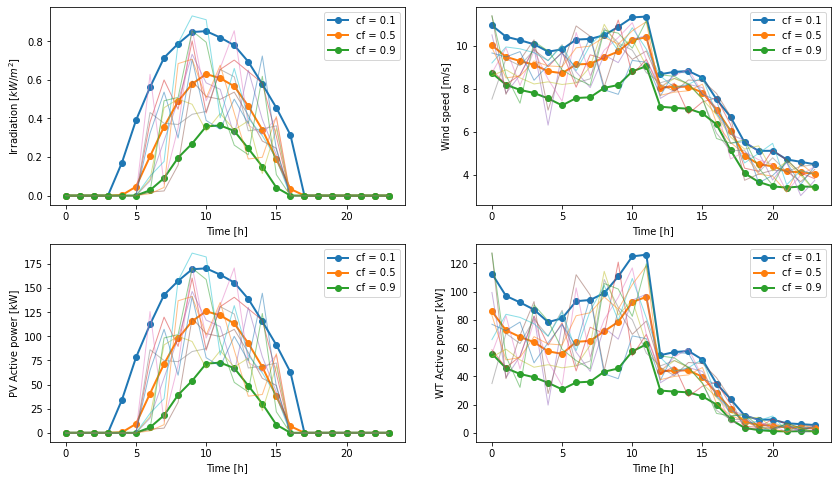 Irradiation [kW/m²]
0.8
0.6
0.4
0.2
0.0
cf = 0.1
cf = 0.5
cf = 0.9
0
10
20
Time [h]
Wind speed [m/s]
10
8
6
4
cf = 0.1
cf = 0.5
cf = 0.9
0
5
10
15
20
Time [h]
PV Active power [kW]
175
150
125
100
75
50
25
0
cf = 0.1
cf = 0.5
cf = 0.9
0
10
20
Time [h]
WT Active power [kW]
120
100
80
60
40
20
0
cf = 0.1
cf = 0.5
cf = 0.9
0
5
10
15
20
Time [h]